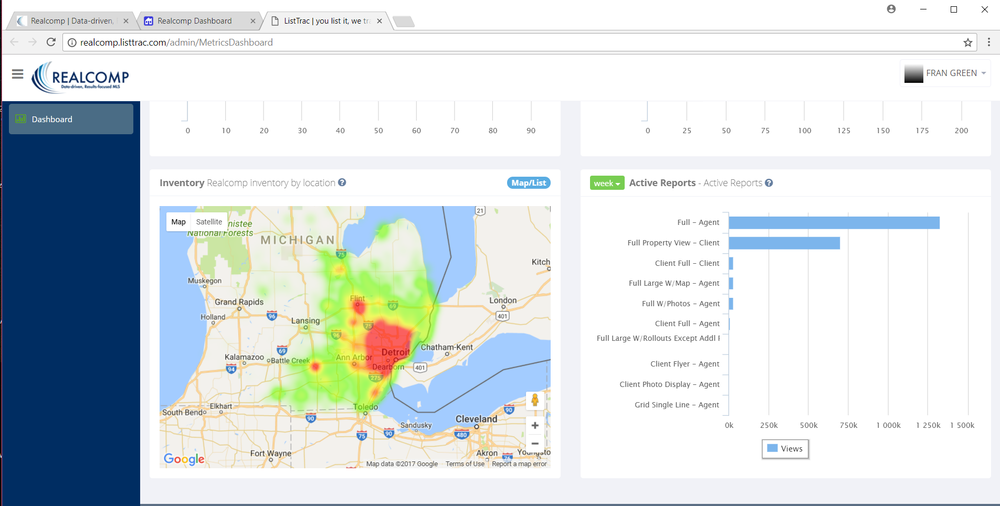 Realcomp | Data-driven,
Realcomp Dashboard
ListTrac | you list it, we tra
realcomp.listtrac.com/admin/MetricsDashboard
REALCOMP
Data-driven, Results-focused MLS
FRAN GREEN
Dashboard
0 10 20 30 40 50 60 70 80 90
0 25 50 75 100 125 150 175 200
Inventory Realcomp inventory by location ?
Map/List
Map Satellite
nistee
National Forests
MICHIGAN
21
75
Kitch
Muskegon
Flint
Grand Rapids
69
London
Holland
96
Lansing
401
75
96
Chatham-Kent
69
Detroit
Kalamazoo
Battle Creek
Ann Arbor
94
Dearborn
401
275
Toledo
Elkhart
South Bend
90
90
Sandusky
Cleveland
75
90
480
Fort Wayne
Akron
76
Youngsto
Google
Map data ©2017 Google Terms of Use Report a map error
week
Active Reports - Active Reports ?
Full - Agent
Full Property View - Client
Client Full - Client
Full Large W/Map - Agent
Full W/Photos - Agent
Client Full - Agent
Full Large W/Rollouts Except Addl F
Client Flyer - Agent
Client Photo Display - Agent
Grid Single Line - Agent
0k 250k 500k 750k 1 000k 1 250k 1 500k
Views